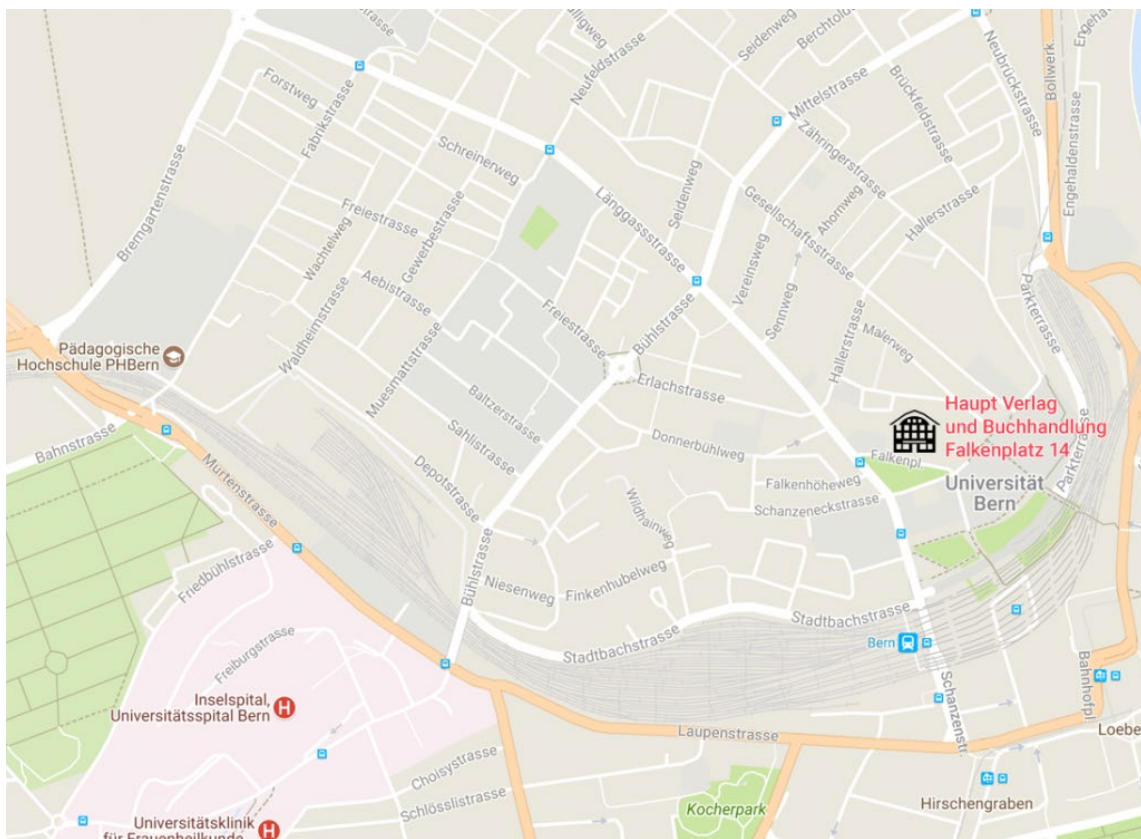 Seidenweg
Berchtold
Neufeldstrasse
Neubrückstrasse
Bollwerk
Engehaldenstrasse
Forstweg
Fabrikstrasse
Mittelstrasse
Brückfeldstrasse
Schreinerweg
Zähringerstrasse
Bremgartenstrasse
Länggassstrasse
Seidenweg
Gesellschaftsstrasse
Ahornweg
Hallerstrasse
Engehaldenstrasse
Freiestrasse
Wachtelweg
Gewerbestrasse
Aebistrasse
Vereinsweg
Sennweg
Parkterrasse
Waldheimstrasse
Freiestrasse
Bühlstrasse
Hallerstrasse
Malerweg
Pädagogische
Hochschule PHBern
Muesmattstrasse
Erlachstrasse
Baltzerstrasse
Haupt Verlag
und Buchhandlung
Falkenplatz 14
Bahnstrasse
Sahlistrasse
Donnerbühlweg
Falkenpl.
Parkterrasse
Murtenstrasse
Depotstrasse
Falkenhöheweg
Universität
Bern
Wildhainweg
Schanzeneckstrasse
Friedbühlstrasse
Bühlstrasse
Niesenweg
Finkenhubelweg
Stadtbachstrasse
Stadtbachstrasse
Freiburgstrasse
Bern
Bahnhofpl.
Inselspital,
Universitätsspital Bern
H
Schanzenstr.
Laupenstrasse
Loebe
Choisystrasse
Schlösslistrasse
Kocherpark
Hirschengraben
Universitätsklinik
für Frauenheilkunde
H